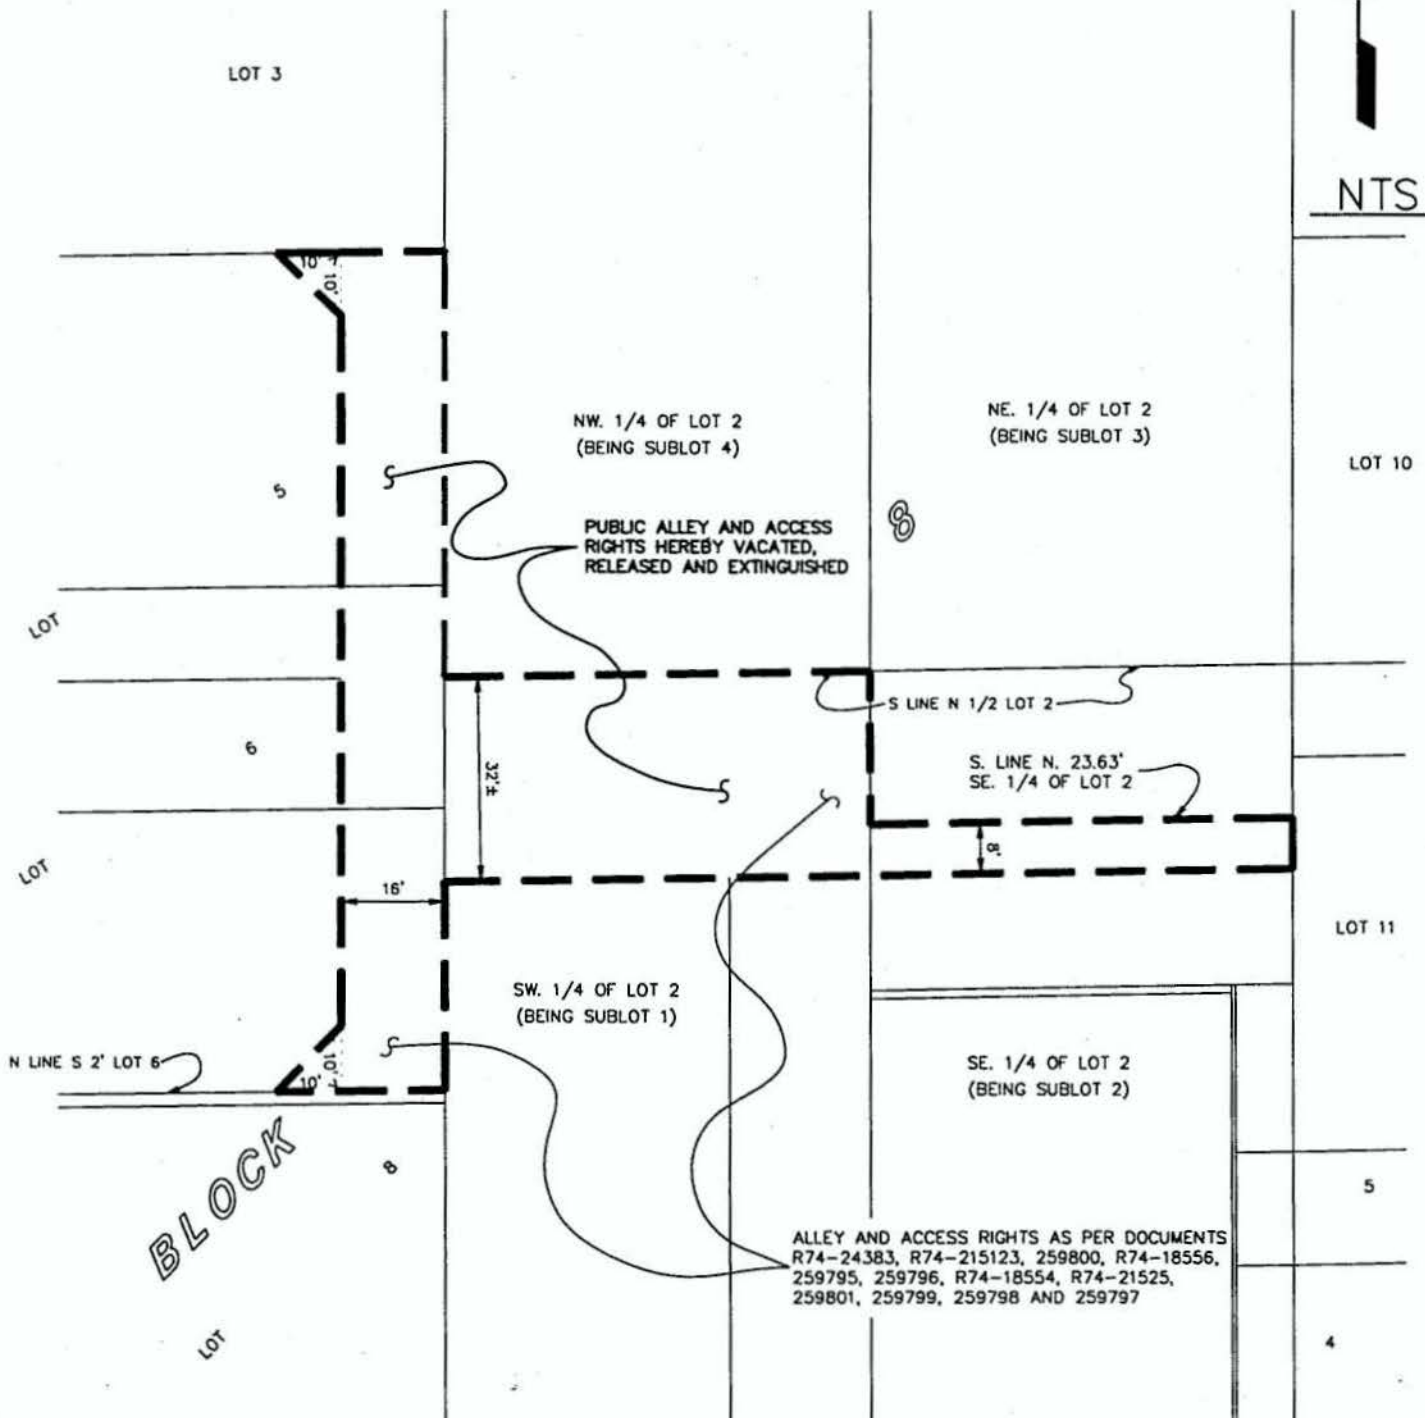 LOT 3
NTS
10'
10'
NW. 1/4 OF LOT 2
(BEING SUBLOT 4)
NE. 1/4 OF LOT 2
(BEING SUBLOT 3)
LOT 10
5
8
PUBLIC ALLEY AND ACCESS
RIGHTS HEREBY VACATED,
RELEASED AND EXTINGUISHED
LOT
S LINE N 1/2 LOT 2
6
32'±
S. LINE N. 23.63'
SE. 1/4 OF LOT 2
8'
LOT
16'
LOT 11
SW. 1/4 OF LOT 2
(BEING SUBLOT 1)
N LINE S 2' LOT 6
10'
10'
SE. 1/4 OF LOT 2
(BEING SUBLOT 2)
BLOCK
8
5
ALLEY AND ACCESS RIGHTS AS PER DOCUMENTS
R74-24383, R74-215123, 259800, R74-18556,
259795, 259796, R74-18554, R74-21525,
259801, 259799, 259798 AND 259797
LOT
4